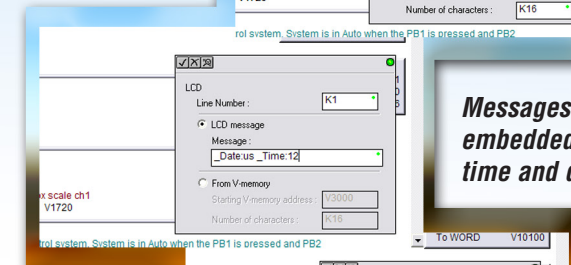 Number of characters : K16
rol system. System is in Auto when the PB1 is pressed and PB2
LCD
Line Number : K1
LCD message
Message :
_Date:us _Time:12
From V-memory
Starting V-memory address : V3000
Number of characters : K16
x scale ch1
V1720
trol system. System is in Auto when the PB1 is pressed and PB2
Messages
embedded
time and d
To WORD V10100